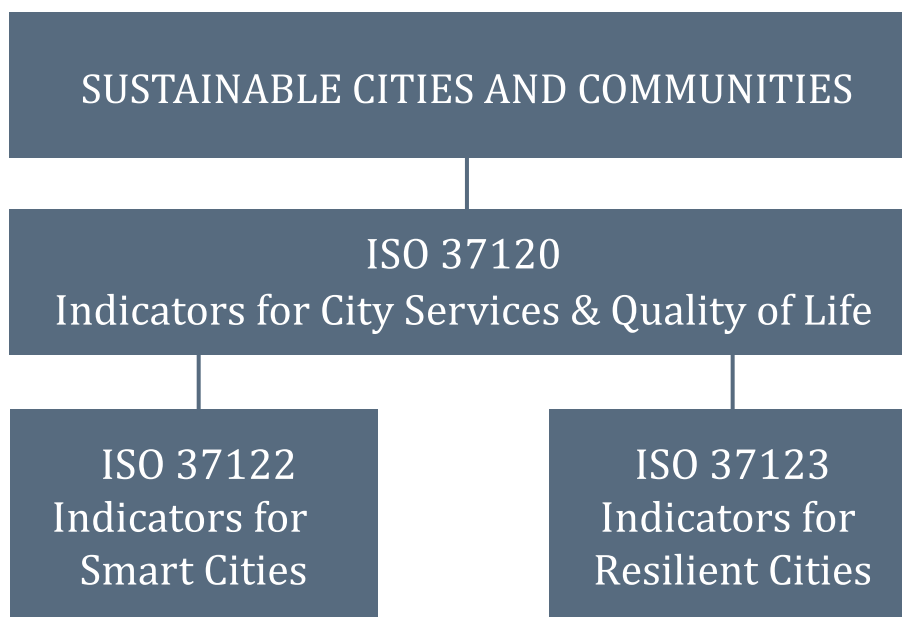 SUSTAINABLE CITIES AND COMMUNITIES
ISO 37120
Indicators for City Services & Quality of Life
ISO 37122
Indicators for
Smart Cities
ISO 37123
Indicators for
Resilient Cities